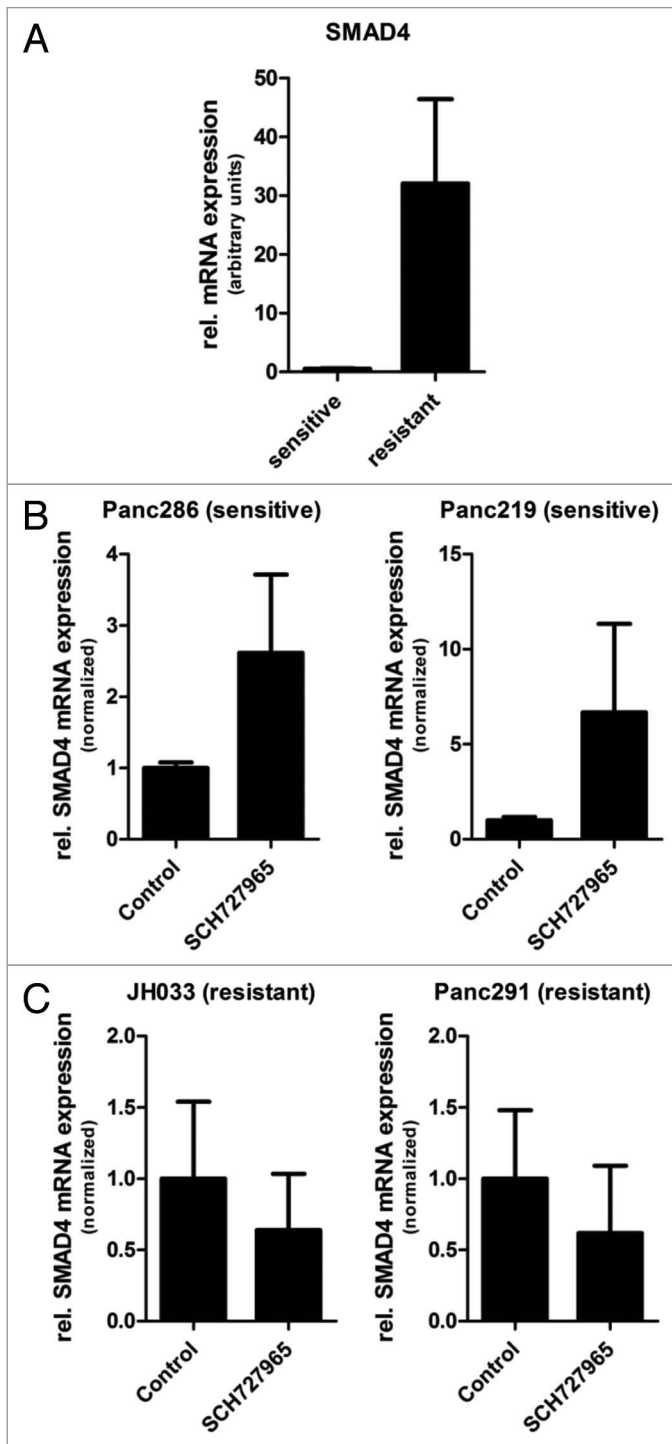 A
SMAD4
rel. mRNA expression
(arbitrary units)
50
40
30
20
10
0
sensitive
resistant
B
Panc286 (sensitive)
rel. SMAD4 mRNA expression
(normalized)
4
3
2
1
0
Control
SCH727965
Panc219 (sensitive)
rel. SMAD4 mRNA expression
(normalized)
15
10
5
0
Control
SCH727965
C
JH033 (resistant)
rel. SMAD4 mRNA expression
(normalized)
2.0
1.5
1.0
0.5
0.0
Control
SCH727965
Panc291 (resistant)
rel. SMAD4 mRNA expression
(normalized)
2.0
1.5
1.0
0.5
0.0
Control
SCH727965